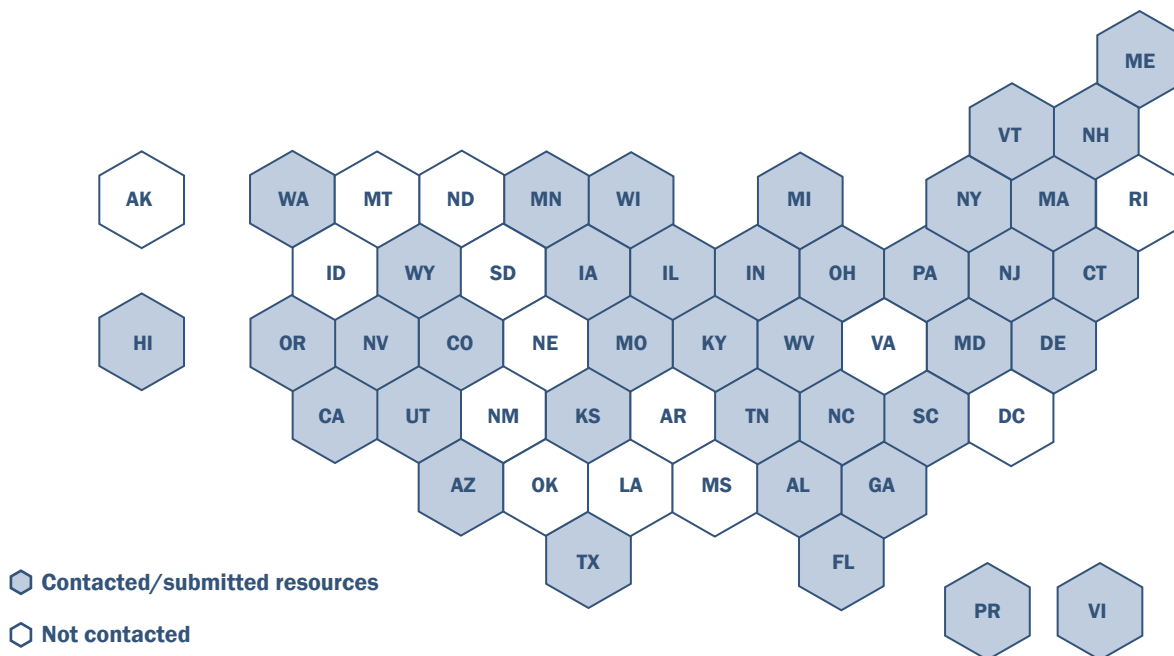 ME
VT NH
AK WA MT ND MN WI MI NY MA RI
ID WY SD IA IL IN OH PA NJ CT
HI OR NV CO NE MO KY WV VA MD DE
CA UT NM KS AR TN NC SC DC
AZ OK LA MS AL GA
TX FL
Contacted/submitted resources
PR VI
Not contacted